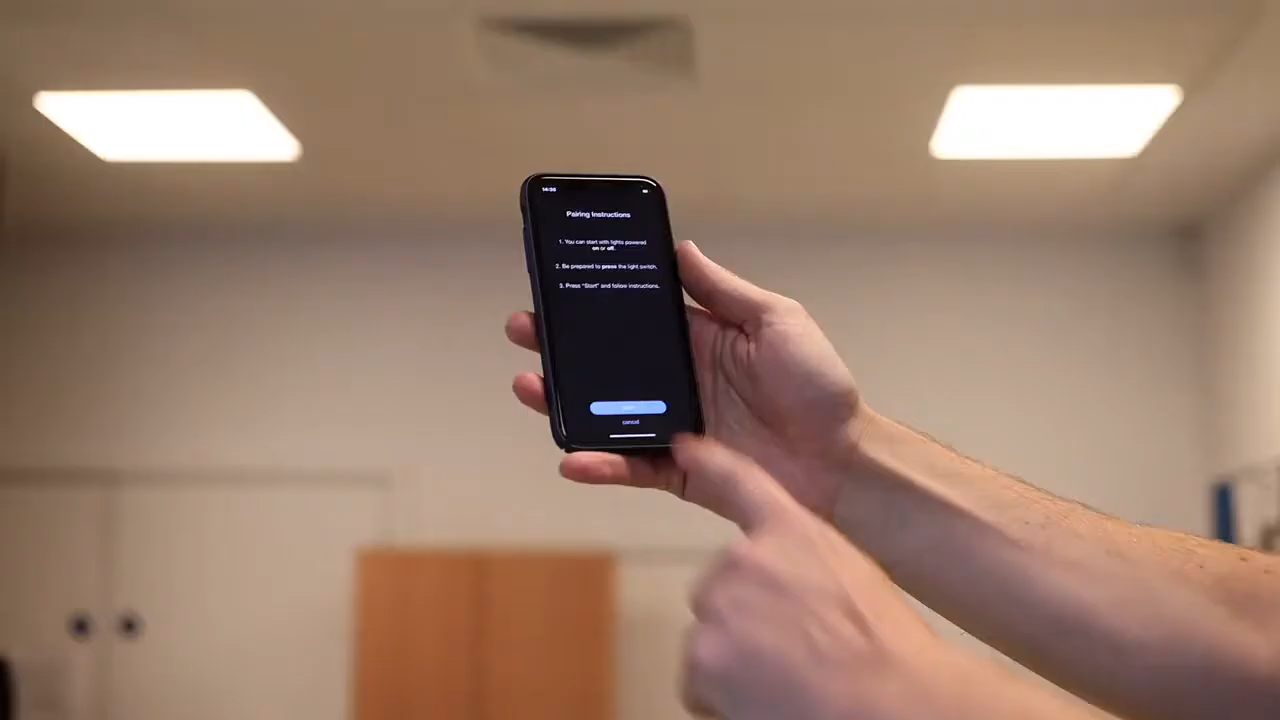 14:35
Pairing Instructions
1. You can start with lights powered
on or off.
2. Be prepared to press the light switch.
3. Press "Start" and follow instructions.
cancel